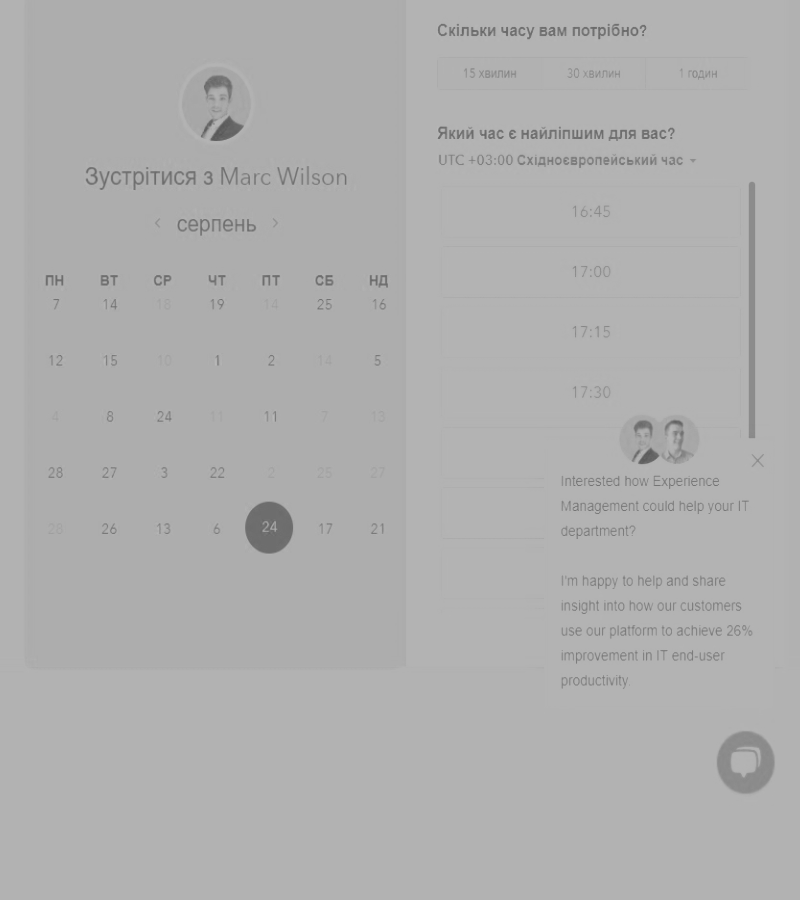 Зустрітися з Marc Wilson
серпень
ПН ВТ СР ЧТ ПТ СБ НД
7 14 18 19 14 25 16
12 15 10 1 2 14 5
4 8 24 11 11 7 13
28 27 3 22 2 25 27
28 26 13 6 24 17 21
Скільки часу вам потрібно?
15 хвилин 30 хвилин 1 годин
Який час є найліпшим для вас?
UTC +03:00 Східноєвропейський час
16:45
17:00
17:15
17:30
Interested how Experience
Management could help your IT
department?
I'm happy to help and share
insight into how our customers
use our platform to achieve 26%
improvement in IT end-user
productivity